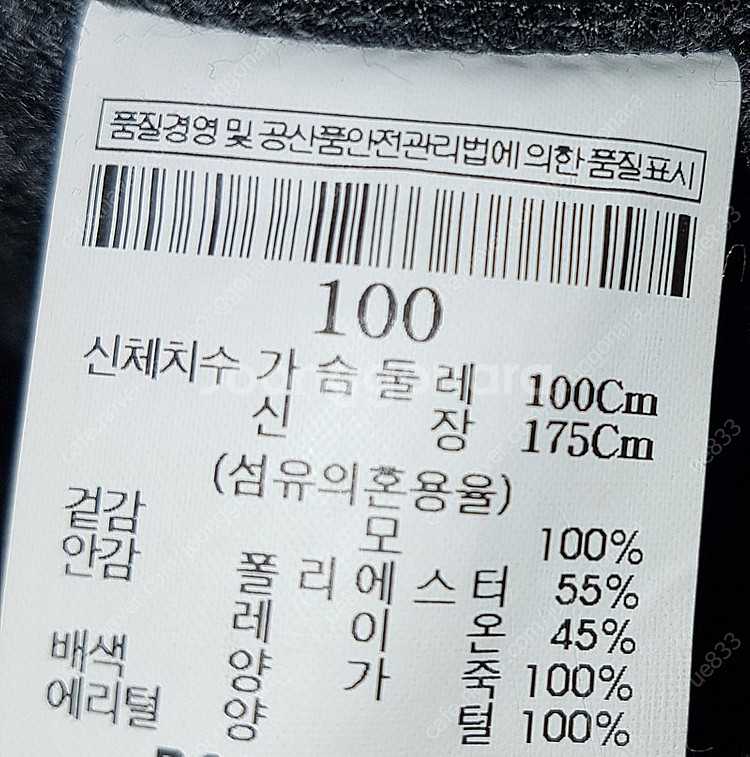 품질경영 및 공산품안전관리법에 의한 품질표시
100
신체치수 가 슴 둘 레 100Cm
신 장 175Cm
(섬유의혼용율)
겉감 모 100%
안감 폴 리 에 스 터 55%
레 이 온 45%
배색 양 가 죽 100%
에리털 양 털 100%